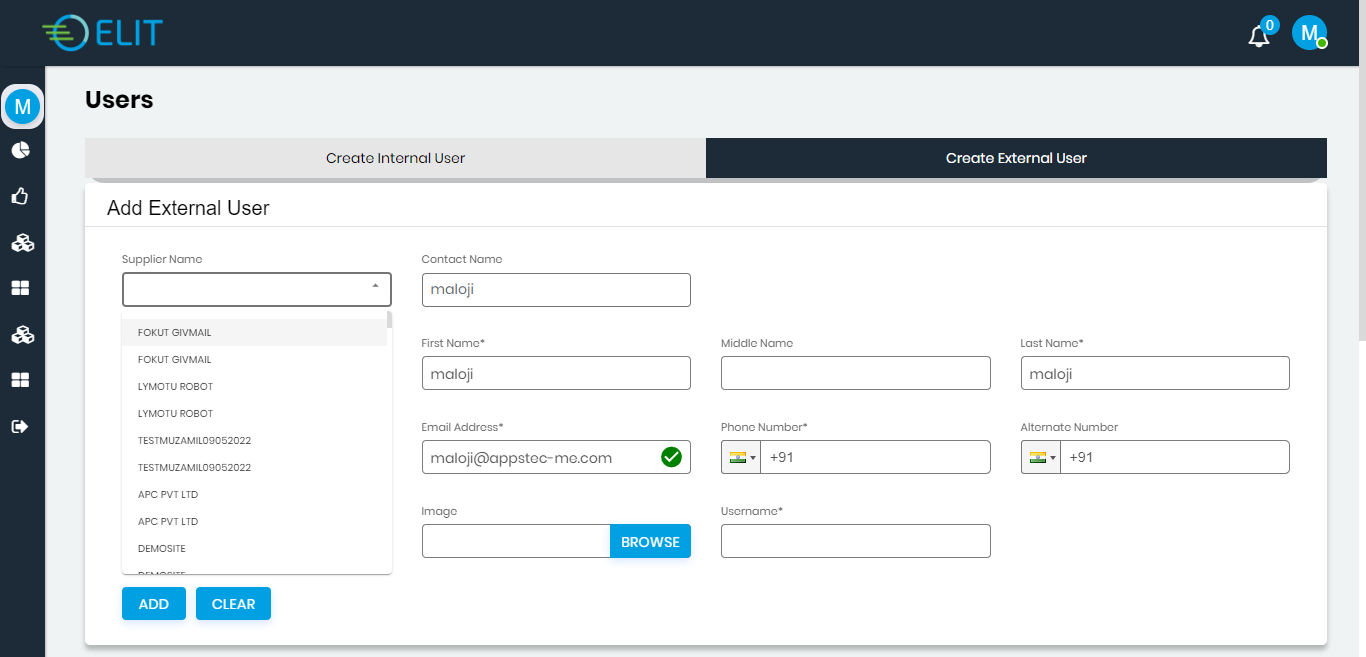 ELIT
0
M
M
Users
Create Internal User
Create External User
Add External User
Supplier Name
Contact Name
maloji
FOKUT GIVMAIL
FOKUT GIVMAIL
LYMOTU ROBOT
LYMOTU ROBOT
TESTMUZAMIL09052022
TESTMUZAMIL09052022
APC PVT LTD
APC PVT LTD
DEMOSITE
DEMOSITE
First Name*
Middle Name
Last Name*
maloji
maloji
Email Address*
Phone Number*
Alternate Number
maloji@appstec-me.com
+91
+91
Image
Username*
BROWSE
ADD
CLEAR